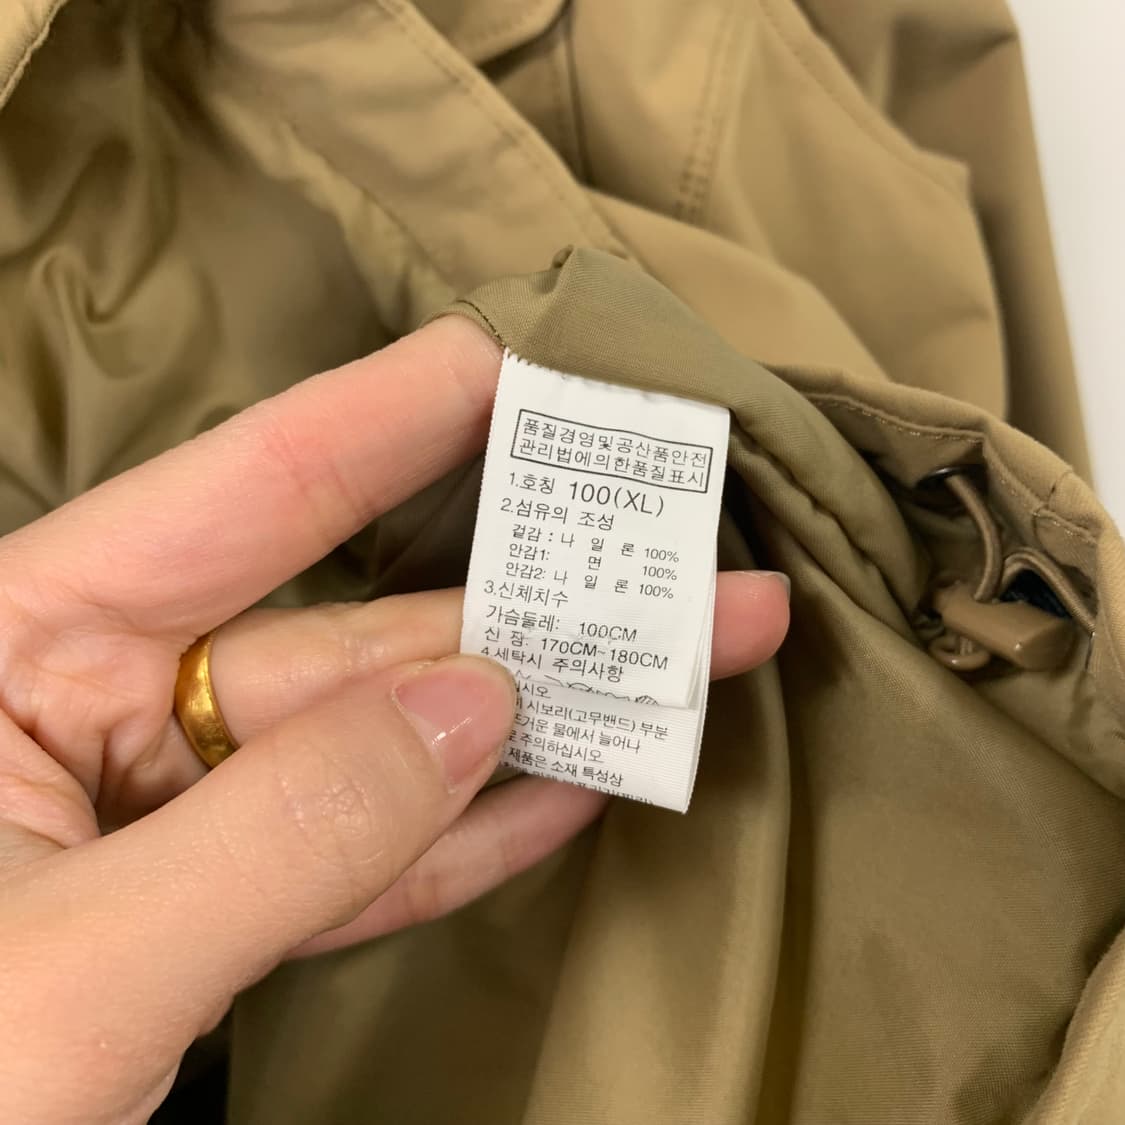 품질경영및공산품안전
관리법에의한품질표시
1.호칭 100(XL)
2.섬유의 조성
겉감 : 나 일 론 100%
안감1: 면 100%
안감2: 나 일 론 100%
3.신체치수
가슴둘레: 100CM
신 장: 170CM~180CM
4.세탁시 주의사항
시보리(고무밴드) 부분
뜨거운 물에서 늘어나
주의하십시오
제품은 소재 특성상